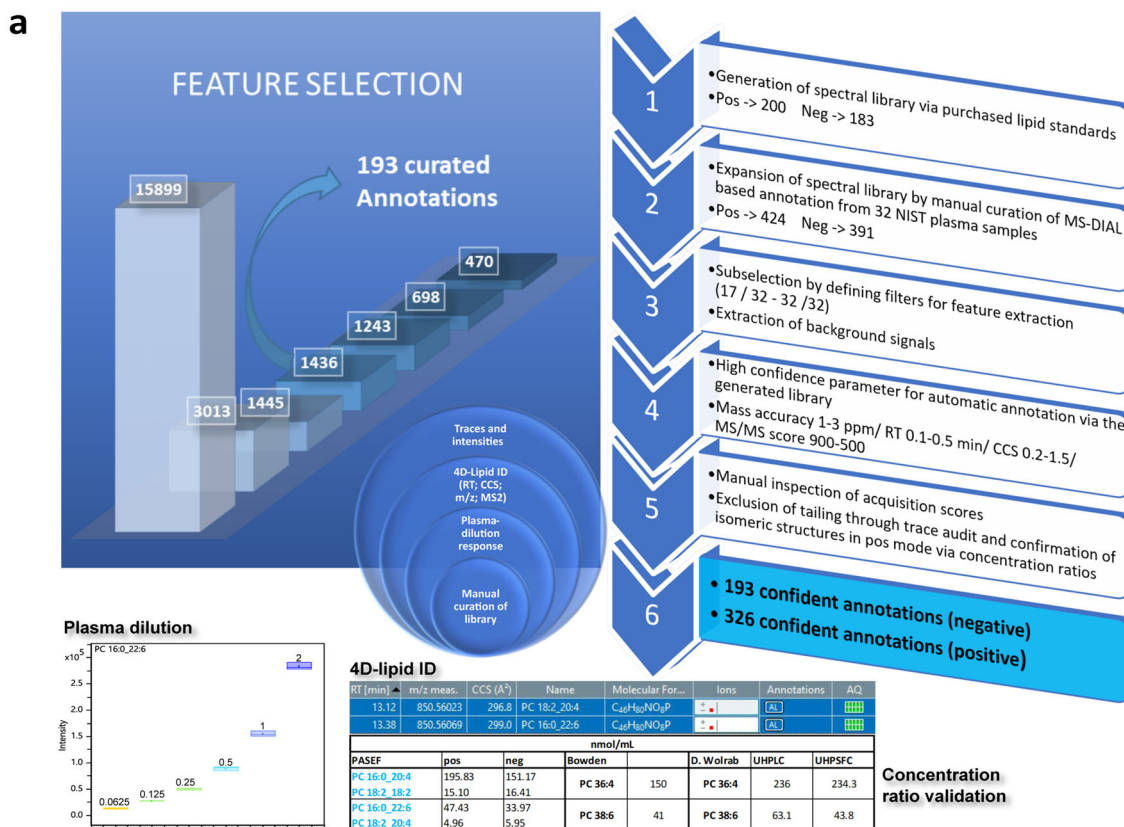 a
FEATURE SELECTION
193 curated
Annotations
15899
3013
1445
1436
1243
698
470
Traces and
intensities
4D-Lipid ID
(RT; CCS;
m/z; MS2)
Plasma-
dilution
response
Manual
curation of
library
1
•Generation of spectral library via purchased lipid standards
•Pos -> 200 Neg -> 183
2
•Expansion of spectral library by manual curation of MS-DIAL
based annotation from 32 NIST plasma samples
•Pos -> 424 Neg -> 391
3
•Subselection by defining filters for feature extraction
(17 / 32 - 32 /32)
•Extraction of background signals
4
•High confidence parameter for automatic annotation via the
generated library
•Mass accuracy 1-3 ppm/ RT 0.1-0.5 min/ CCS 0.2-1.5/
MS/MS score 900-500
5
•Manual inspection of acquisition scores
•Exclusion of tailing through trace audit and confirmation of
isomeric structures in pos mode via concentration ratios
6
• 193 confident annotations (negative)
• 326 confident annotations (positive)
Plasma dilution
x10⁵
PC 16:0_22:6
Intensity
2.5
2.0
1.5
1.0
0.5
0.0
0.0625
0.125
0.25
0.5
1
2
4D-lipid ID
RT [min] m/z meas. CCS (Å²) Name Molecular For... Ions Annotations AQ
13.12 850.56023 296.8 PC 18:2_20:4 C₄₆H₈₀NO₈P AL
13.38 850.56069 299.0 PC 16:0_22:6 C₄₆H₈₀NO₈P AL
nmol/mL
PASEF pos neg Bowden D. Wolrab UHPLC UHPSFC
PC 16:0_20:4 195.83 151.17 PC 36:4 150 PC 36:4 236 234.3
PC 18:2_18:2 15.10 16.41
PC 16:0_22:6 47.43 33.97 PC 38:6 41 PC 38:6 63.1 43.8
PC 18:2_20:4 4.96 5.95
Concentration
ratio validation